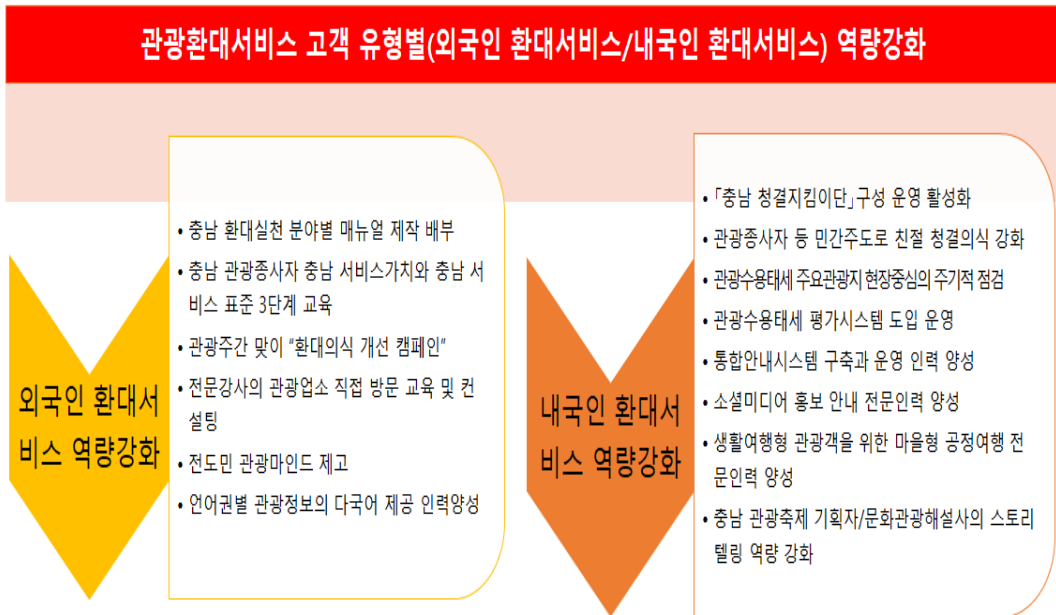 관광환대서비스 고객 유형별(외국인 환대서비스/내국인 환대서비스) 역량강화
외국인 환대서
비스 역량강화
• 충남 환대실천 분야별 매뉴얼 제작 배부
• 충남 관광종사자 충남 서비스가치와 충남 서
비스 표준 3단계 교육
• 관광주간 맞이 “환대의식 개선 캠페인”
• 전문강사의 관광업소 직접 방문 교육 및 컨
설팅
• 전도민 관광마인드 제고
• 언어권별 관광정보의 다국어 제공 인력양성
내국인 환대서
비스 역량강화
• 「충남 청결지킴이단」구성 운영 활성화
• 관광종사자 등 민간주도로 친절 청결의식 강화
• 관광수용태세 주요관광지 현장중심의 주기적 점검
• 관광수용태세 평가시스템 도입 운영
• 통합안내시스템 구축과 운영 인력 양성
• 소셜미디어 홍보 안내 전문인력 양성
• 생활여행형 관광객을 위한 마을형 공정여행 전
문인력 양성
• 충남 관광축제 기획자/문화관광해설사의 스토리
텔링 역량 강화